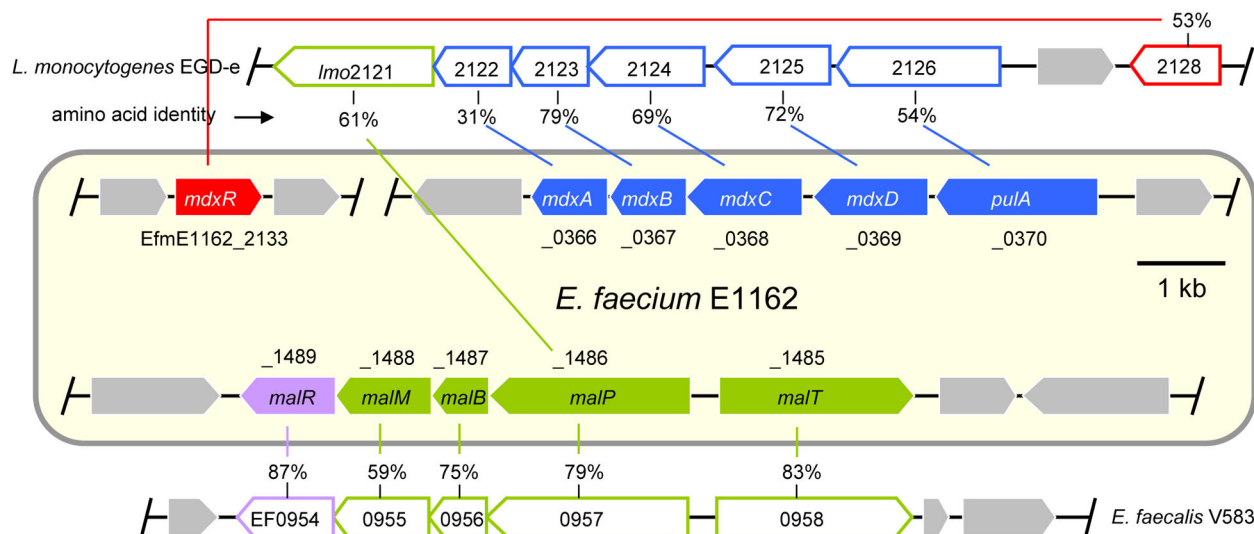 53%
L. monocytogenes EGD-e lmo2121 2122 2123 2124 2125 2126 2128
amino acid identity 61% 31% 79% 69% 72% 54%
mdxR mdxA mdxB mdxC mdxD pulA
EfmE1162_2133 _0366 _0367 _0368 _0369 _0370
1 kb
E. faecium E1162
_1489 _1488 _1487 _1486 _1485
malR malM malB malP malT
87% 59% 75% 79% 83%
EF0954 0955 0956 0957 0958 E. faecalis V583